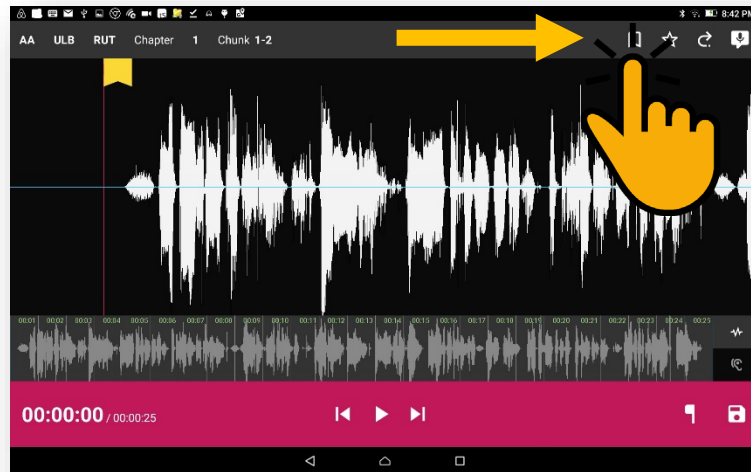 8:42 PM
AA ULB RUT Chapter 1 Chunk 1-2
00:01 00:02 00:03 00:04 00:05 00:06 00:07 00:08 00:09 00:10 00:11 00:12 00:13 00:14 00:15 00:16 00:17 00:18 00:19 00:20 00:21 00:22 00:23 00:24 00:25
00:00:00 / 00:00:25